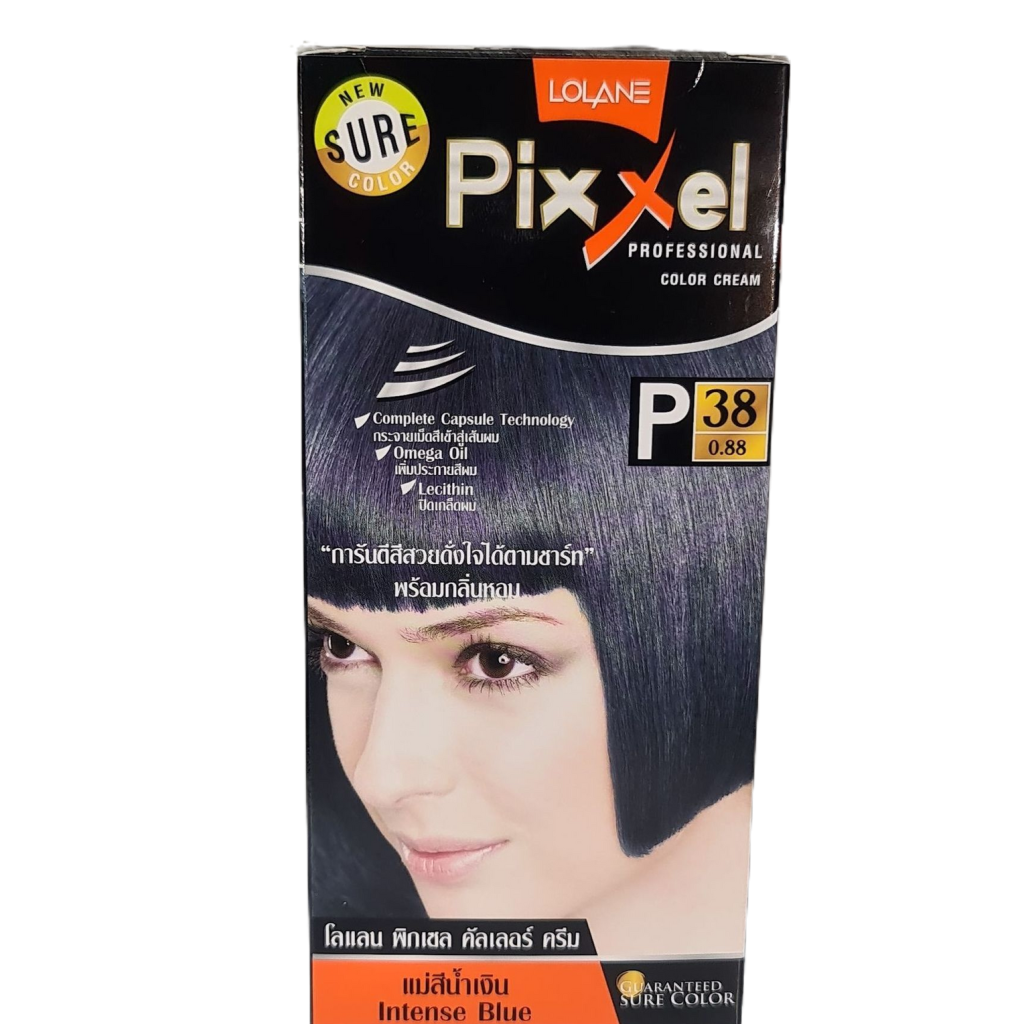 NEW
SURE
COLOR
LOLANE
Pixxel
PROFESSIONAL
COLOR CREAM
P 38
0.88
Complete Capsule Technology
กระจายเม็ดสีเข้าสู่เส้นผม
Omega Oil
เพิ่มประกายสีผม
Lecithin
ปิดเกล็ดผม
“การันตีสีสวยดั่งใจได้ตามชาร์ท”
พร้อมกลิ่นหอม
โลแลน พิกเซล คัลเลอร์ ครีม
แม่สีน้ำเงิน
Intense Blue
GUARANTEED
SURE COLOR